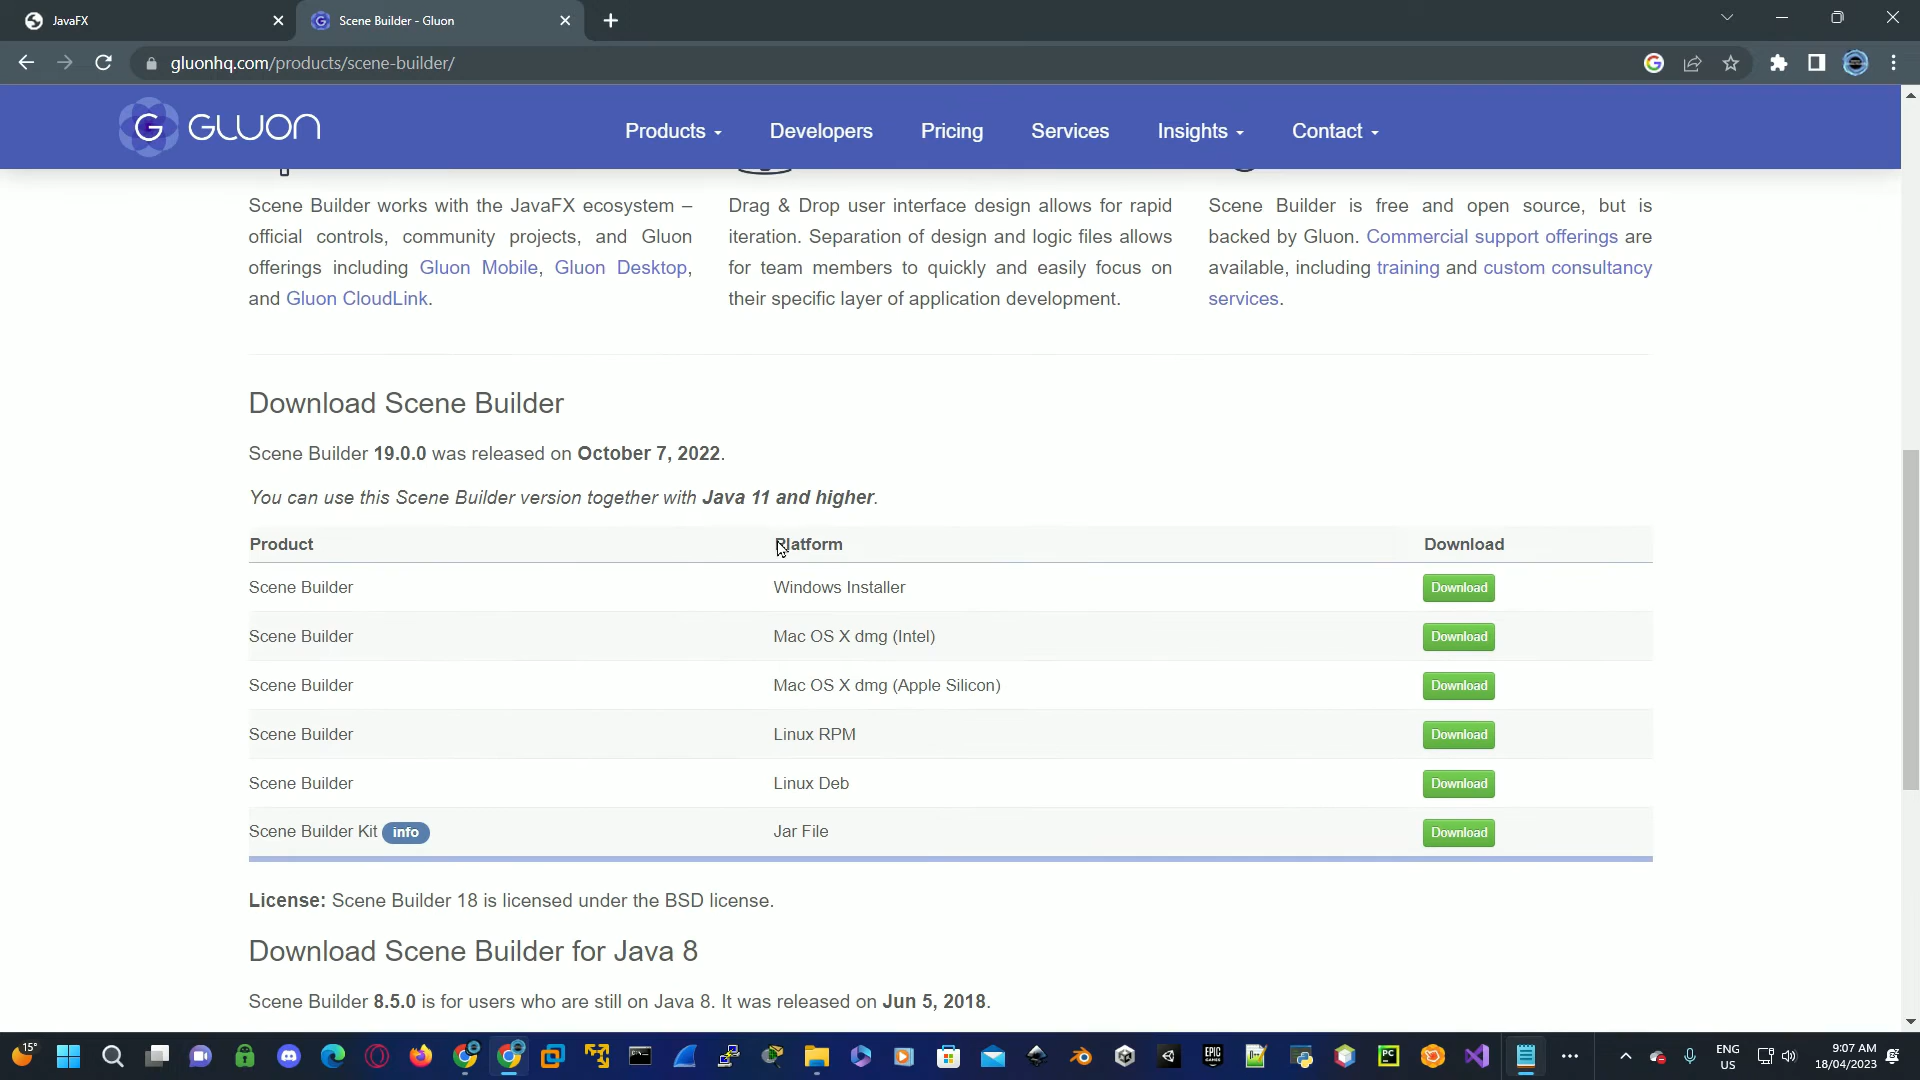 JavaFX
Scene Builder - Gluon
gluonhq.com/products/scene-builder/
GLUON
Products
Developers
Pricing
Services
Insights
Contact
Scene Builder works with the JavaFX ecosystem –
official controls, community projects, and Gluon
offerings including Gluon Mobile, Gluon Desktop,
and Gluon CloudLink.
Drag & Drop user interface design allows for rapid
iteration. Separation of design and logic files allows
for team members to quickly and easily focus on
their specific layer of application development.
Scene Builder is free and open source, but is
backed by Gluon. Commercial support offerings are
available, including training and custom consultancy
services.
Download Scene Builder
Scene Builder 19.0.0 was released on October 7, 2022.
You can use this Scene Builder version together with Java 11 and higher.
Product Platform Download
Scene Builder Windows Installer Download
Scene Builder Mac OS X dmg (Intel) Download
Scene Builder Mac OS X dmg (Apple Silicon) Download
Scene Builder Linux RPM Download
Scene Builder Linux Deb Download
Scene Builder Kit info Jar File Download
License: Scene Builder 18 is licensed under the BSD license.
Download Scene Builder for Java 8
Scene Builder 8.5.0 is for users who are still on Java 8. It was released on Jun 5, 2018.
15°
EPIC
PC
ENG
US
9:07 AM
18/04/2023